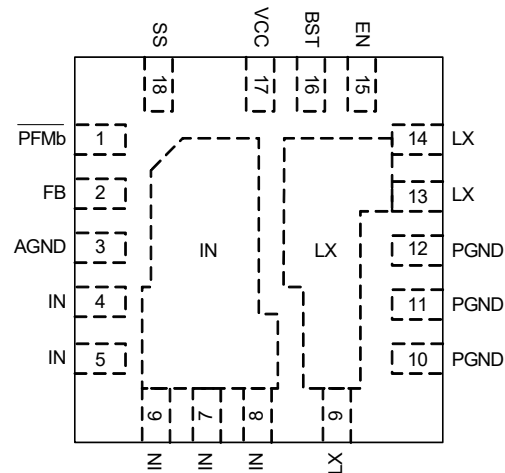 SS
VCC
BST
EN
18
17
16
15
PFMb
1
14
LX
FB
2
13
LX
AGND
3
IN
LX
12
PGND
IN
4
11
PGND
IN
5
10
PGND
6
7
8
9
IN
IN
IN
LX